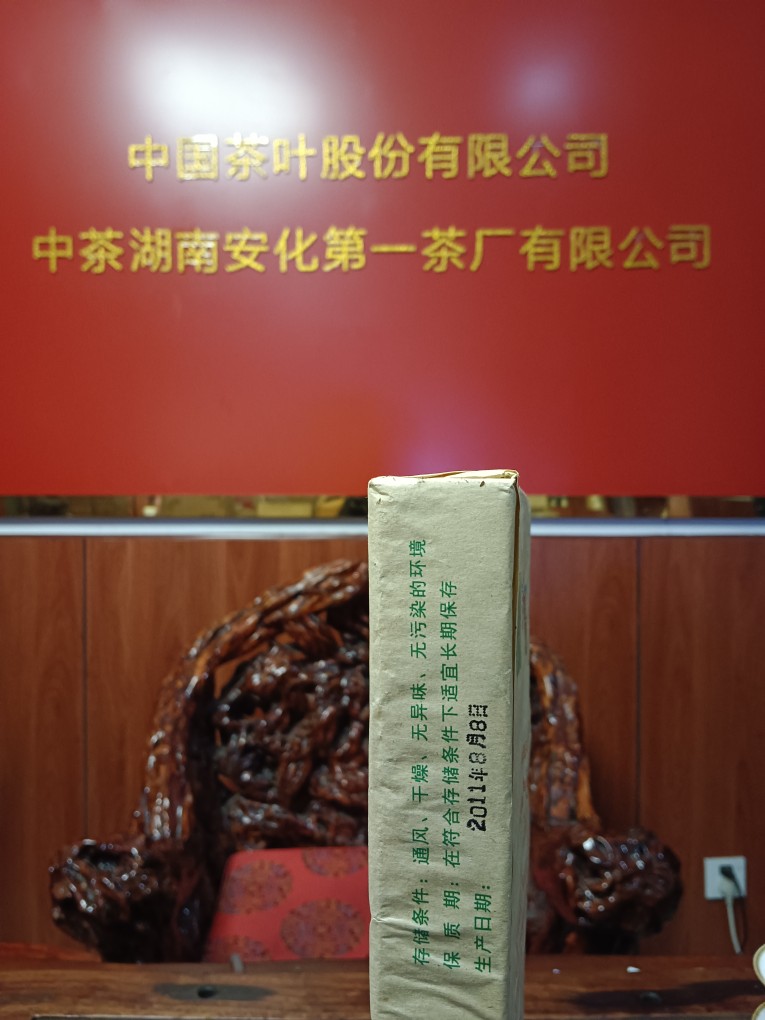 中国茶叶股份有限公司
中茶湖南安化第一茶厂有限公司
存储条件：通风、干燥、无异味、无污染的环境
保 质 期：在符合存储条件下适宜长期保存
生产日期：2011年8月8日